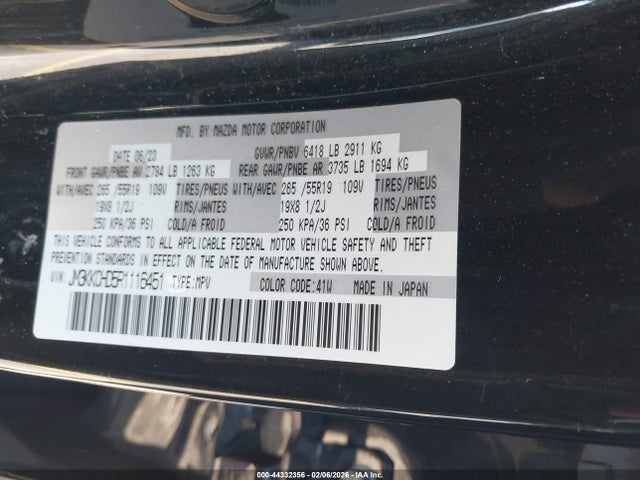 MFD. BY MAZDA MOTOR CORPORATION
DATE 06/23 GVWR/PNBV 6418 LB 2911 KG
FRONT GAWR/PNBE AV 2784 LB 1263 KG REAR GAWR/PNBE AR 3735 LB 1694 KG
WITH/AVEC 265 /55R19 109V TIRES/PNEUS WITH/AVEC 265 /55R19 109V TIRES/PNEUS
19X8 1/2J RIMS/JANTES 19X8 1/2J RIMS/JANTES
250 KPA/36 PSI COLD/A FROID 250 KPA/36 PSI COLD/A FROID
THIS VEHICLE CONFORMS TO ALL APPLICABLE FEDERAL MOTOR VEHICLE SAFETY AND THEFT
PREVENTION STANDARDS IN EFFECT ON THE DATE OF MANUFACTURE SHOWN ABOVE.
VIN: TYPE:MPV COLOR CODE:41W MADE IN JAPAN
000-44332356 - 02/06/2026 - IAAI.COM